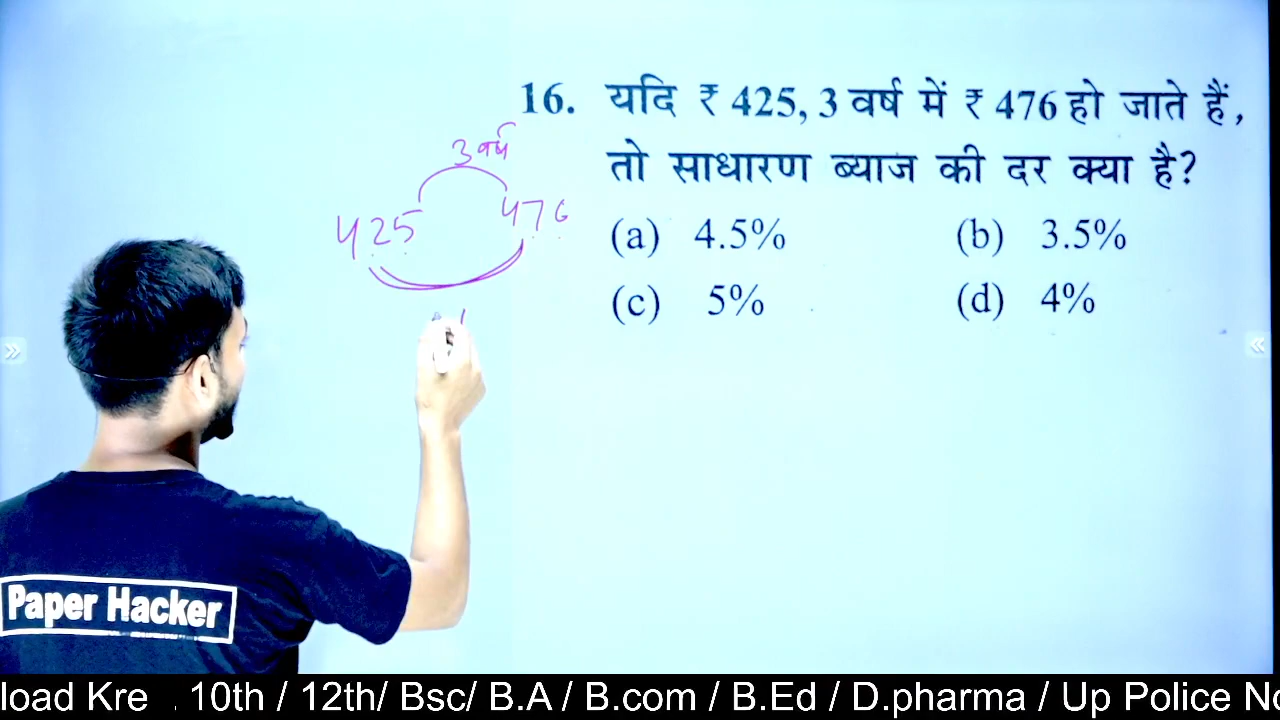 16. यदि ₹ 425, 3 वर्ष में ₹ 476 हो जाते हैं,
तो साधारण ब्याज की दर क्या है?
(a) 4.5% (b) 3.5%
(c) 5% (d) 4%
3 वर्ष
425 476
»
«
Paper Hacker
load Kre . 10th / 12th/ Bsc/ B.A / B.com / B.Ed / D.pharma / Up Police